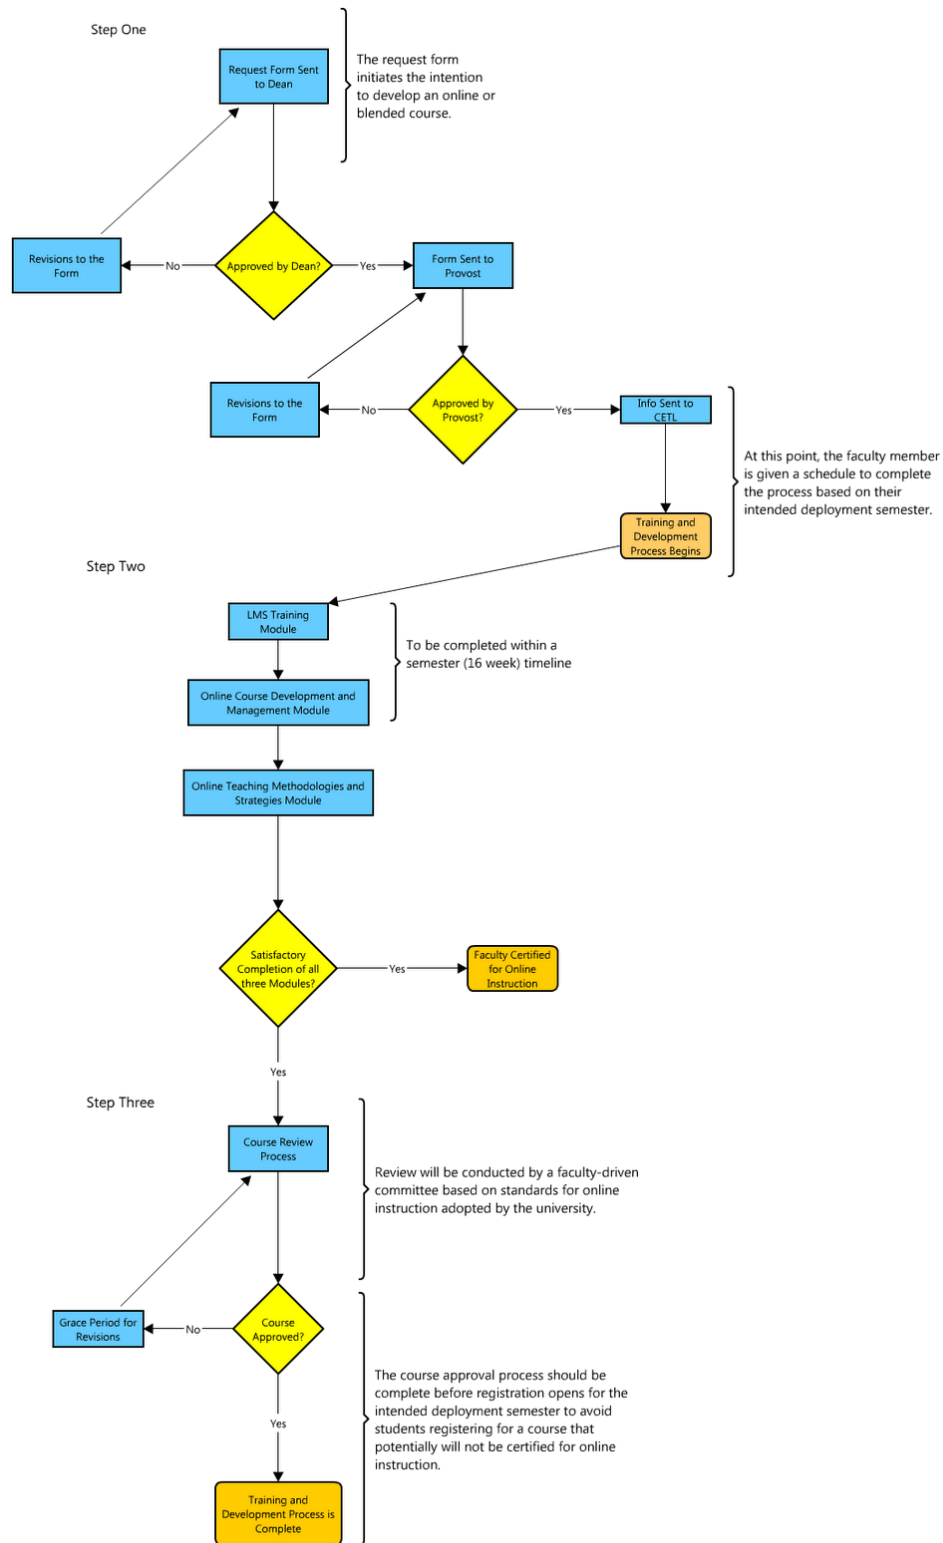 Step One
Request Form Sent
to Dean
The request form
initiates the intention
to develop an online or
blended course.
Revisions to the
Form
No
Approved by Dean?
Yes
Form Sent to
Provost
Revisions to the
Form
No
Approved by
Provost?
Yes
Info Sent to
CETL
At this point, the faculty member
is given a schedule to complete
the process based on their
intended deployment semester.
Training and
Development
Process Begins
Step Two
LMS Training
Module
To be completed within a
semester (16 week) timeline
Online Course Development and
Management Module
Online Teaching Methodologies and
Strategies Module
Satisfactory
Completion of all
three Modules?
Yes
Faculty Certified
for Online
Instruction
Yes
Step Three
Course Review
Process
Review will be conducted by a faculty-driven
committee based on standards for online
instruction adopted by the university.
Grace Period for
Revisions
No
Course
Approved?
The course approval process should be
complete before registration opens for the
intended deployment semester to avoid
students registering for a course that
potentially will not be certified for online
instruction.
Yes
Training and
Development Process is
Complete